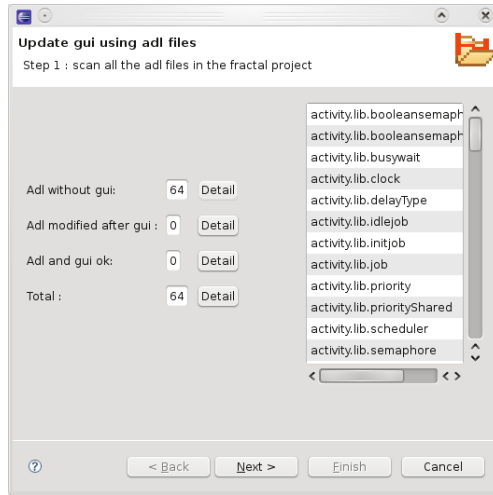 Update gui using adl files
Step 1 : scan all the adl files in the fractal project
Adl without gui: 64 Detail
Adl modified after gui : 0 Detail
Adl and gui ok: 0 Detail
Total : 64 Detail
activity.lib.booleansemaph
activity.lib.booleansemaph
activity.lib.busywait
activity.lib.clock
activity.lib.delayType
activity.lib.idlejob
activity.lib.initjob
activity.lib.job
activity.lib.priority
activity.lib.priorityShared
activity.lib.scheduler
activity.lib.semaphore
< Back Next > Finish Cancel